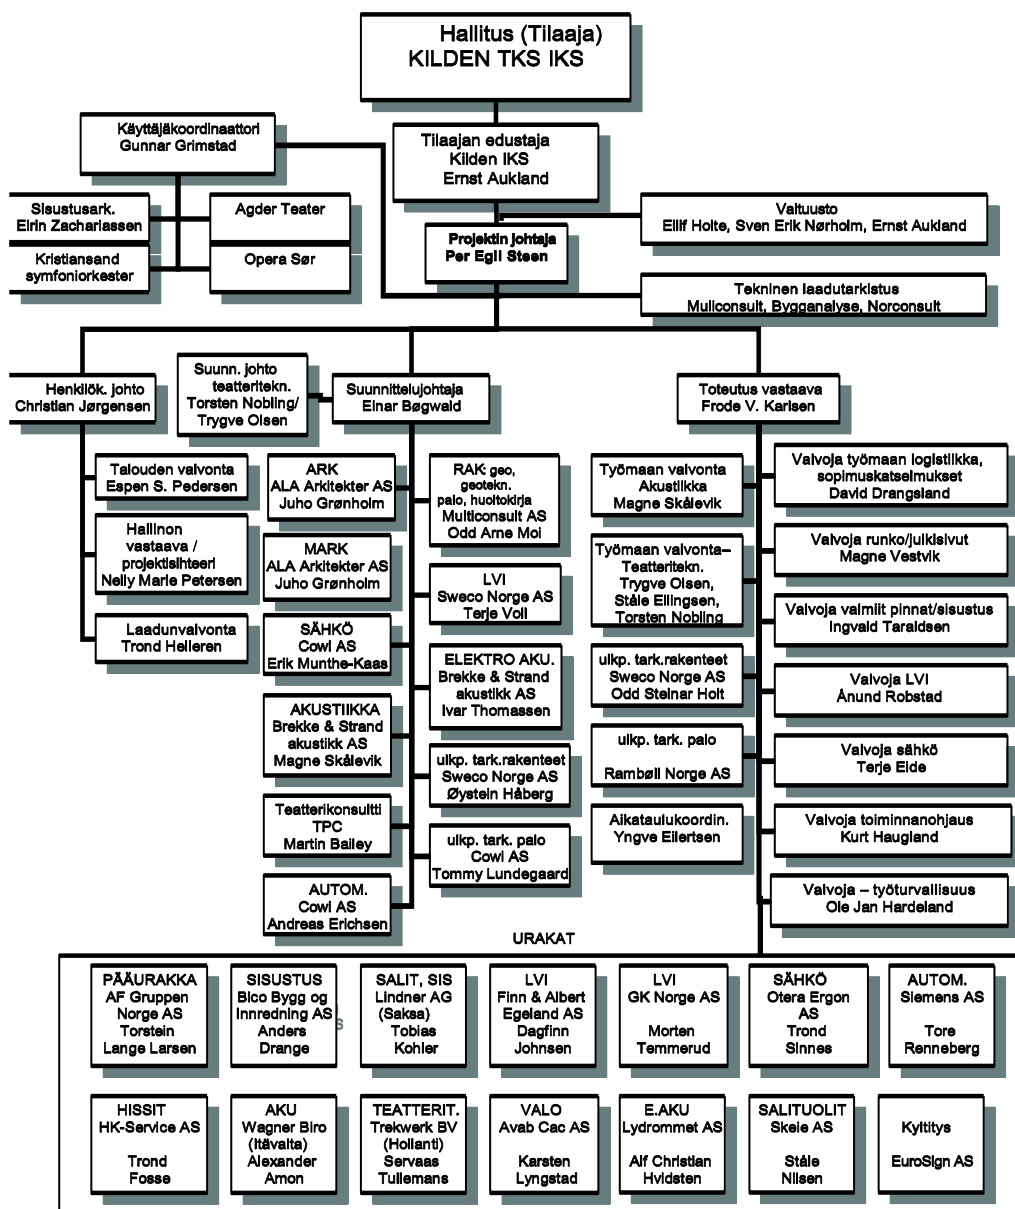 Hallitus (Tilaaja)
KILDEN TKS IKS
Käyttäjäkoordinaattori
Gunnar Grimstad
Tilaajan edustaja
Kilden IKS
Ernst Aukland
Sisustusark.
Eirin Zachariassen
Agder Teater
Valtuusto
Eilif Holte, Sven Erik Nørholm, Ernst Aukland
Projektin johtaja
Per Egil Steen
Kristiansand
symfoniorkester
Opera Sør
Tekninen laadutarkistus
Muliconsult, Bygganalyse, Norconsult
Henkilök. johto
Christian Jørgensen
Suunn. johto
teatteritekn.
Torsten Nobling/
Trygve Olsen
Suunnittelujohtaja
Einar Bøgwald
Toteutus vastaava
Frode V. Karlsen
Talouden valvonta
Espen S. Pedersen
Hallinon
vastaava /
projektisihteeri
Nelly Marie Petersen
Laadunvalvonta
Trond Helleren
ARK
ALA Arkitekter AS
Juho Grønholm
MARK
ALA Arkitekter AS
Juho Grønholm
SÄHKÖ
Cowi AS
Erik Munthe-Kaas
AKUSTIIKKA
Brekke & Strand
akustikk AS
Magne Skålevik
Teatterikonsultti
TPC
Martin Bailey
AUTOM.
Cowi AS
Andreas Erichsen
RAK: geo,
geotekn.
palo, huoltokirja
Multiconsult AS
Odd Arne Moi
LVI
Sweco Norge AS
Terje Voll
ELEKTRO AKU.
Brekke & Strand
akustikk AS
Ivar Thomassen
ulkp. tark.rakenteet
Sweco Norge AS
Øystein Håberg
ulkp. tark. palo
Cowi AS
Tommy Lundegaard
Työmaan valvonta
Akustiikka
Magne Skålevik
Työmaan valvonta–
Teatteritekn.
Trygve Olsen,
Ståle Ellingsen,
Torsten Nobling
ulkp. tark.rakenteet
Sweco Norge AS
Odd Steinar Holt
ulkp. tark. palo
Rambøll Norge AS
Aikataulukoordin.
Yngve Eilertsen
Valvoja työmaan logistiikka,
sopimuskatselmukset
David Drangsland
Valvoja runko/julkisivut
Magne Vestvik
Valvoja valmiit pinnat/sisustus
Ingvald Taraldsen
Valvoja LVI
Ånund Robstad
Valvoja sähkö
Terje Eide
Valvoja toiminnanohjaus
Kurt Haugland
Valvoja – työturvallisuus
Ole Jan Hardeland
URAKAT
PÄÄURAKKA
AF Gruppen
Norge AS
Torstein
Lange Larsen
SISUSTUS
Bico Bygg og
Innredning AS
Anders
Drange
SALIT, SIS
Lindner AG
(Saksa)
Tobias
Kohler
LVI
Finn & Albert
Egeland AS
Dagfinn
Johnsen
LVI
GK Norge AS
Morten
Temmerud
SÄHKÖ
Otera Ergon
AS
Trond
Sinnes
AUTOM.
Siemens AS
Tore
Renneberg
HISSIT
HK-Service AS
Trond
Fosse
AKU
Wagner Biro
(Itävalta)
Alexander
Amon
TEATTERIT.
Trekwerk BV
(Hollanti)
Servaas
Tullemans
VALO
Avab Cac AS
Karsten
Lyngstad
E.AKU
Lydrommet AS
Alf Christian
Hvidsten
SALITUOLIT
Skeie AS
Ståle
Nilsen
Kyltitys
EuroSign AS